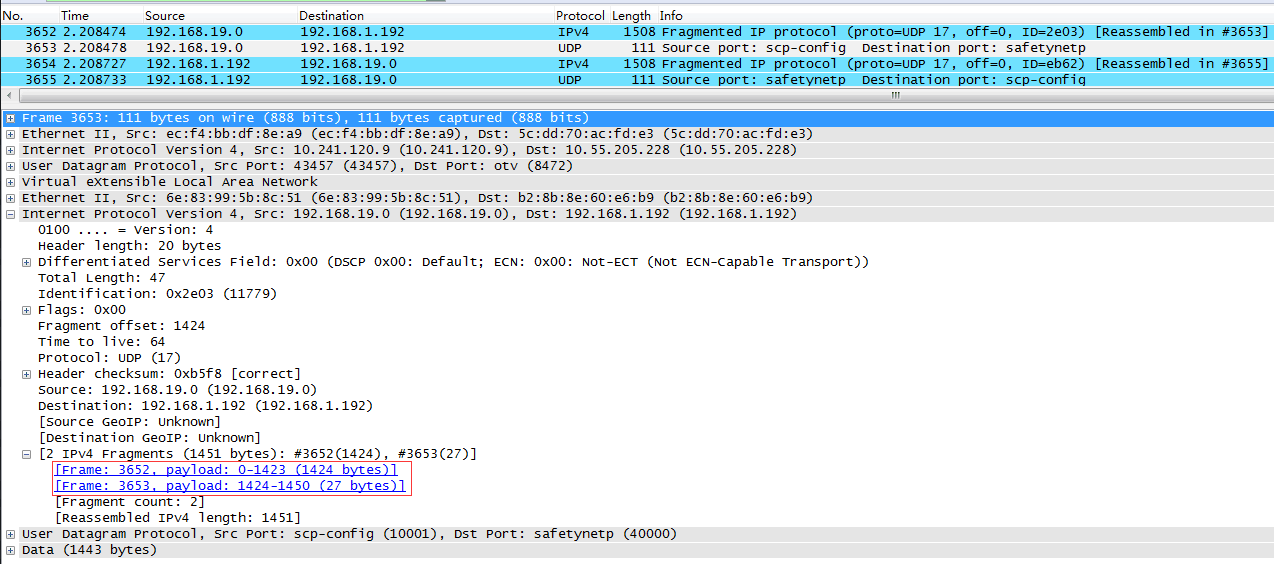 No. Time Source Destination Protocol Length Info
3652 2.208474 192.168.19.0 192.168.1.192 IPv4 1508 Fragmented IP protocol (proto=UDP 17, off=0, ID=2e03) [Reassembled in #3653]
3653 2.208478 192.168.19.0 192.168.1.192 UDP 111 Source port: scp-config Destination port: safetynetp
3654 2.208727 192.168.1.192 192.168.19.0 IPv4 1508 Fragmented IP protocol (proto=UDP 17, off=0, ID=eb62) [Reassembled in #3655]
3655 2.208733 192.168.1.192 192.168.19.0 UDP 111 Source port: safetynetp Destination port: scp-config
Frame 3653: 111 bytes on wire (888 bits), 111 bytes captured (888 bits)
Ethernet II, Src: ec:f4:bb:df:8e:a9 (ec:f4:bb:df:8e:a9), Dst: 5c:dd:70:ac:fd:e3 (5c:dd:70:ac:fd:e3)
Internet Protocol Version 4, Src: 10.241.120.9 (10.241.120.9), Dst: 10.55.205.228 (10.55.205.228)
User Datagram Protocol, Src Port: 43457 (43457), Dst Port: otv (8472)
Virtual eXtensible Local Area Network
Ethernet II, Src: 6e:83:99:5b:8c:51 (6e:83:99:5b:8c:51), Dst: b2:8b:8e:60:e6:b9 (b2:8b:8e:60:e6:b9)
Internet Protocol Version 4, Src: 192.168.19.0 (192.168.19.0), Dst: 192.168.1.192 (192.168.1.192)
0100 .... = Version: 4
Header length: 20 bytes
Differentiated Services Field: 0x00 (DSCP 0x00: Default; ECN: 0x00: Not-ECT (Not ECN-Capable Transport))
Total Length: 47
Identification: 0x2e03 (11779)
Flags: 0x00
Fragment offset: 1424
Time to live: 64
Protocol: UDP (17)
Header checksum: 0xb5f8 [correct]
Source: 192.168.19.0 (192.168.19.0)
Destination: 192.168.1.192 (192.168.1.192)
[Source GeoIP: Unknown]
[Destination GeoIP: Unknown]
[2 IPv4 Fragments (1451 bytes): #3652(1424), #3653(27)]
[Frame: 3652, payload: 0-1423 (1424 bytes)]
[Frame: 3653, payload: 1424-1450 (27 bytes)]
[Fragment count: 2]
[Reassembled IPv4 length: 1451]
User Datagram Protocol, Src Port: scp-config (10001), Dst Port: safetynetp (40000)
Data (1443 bytes)